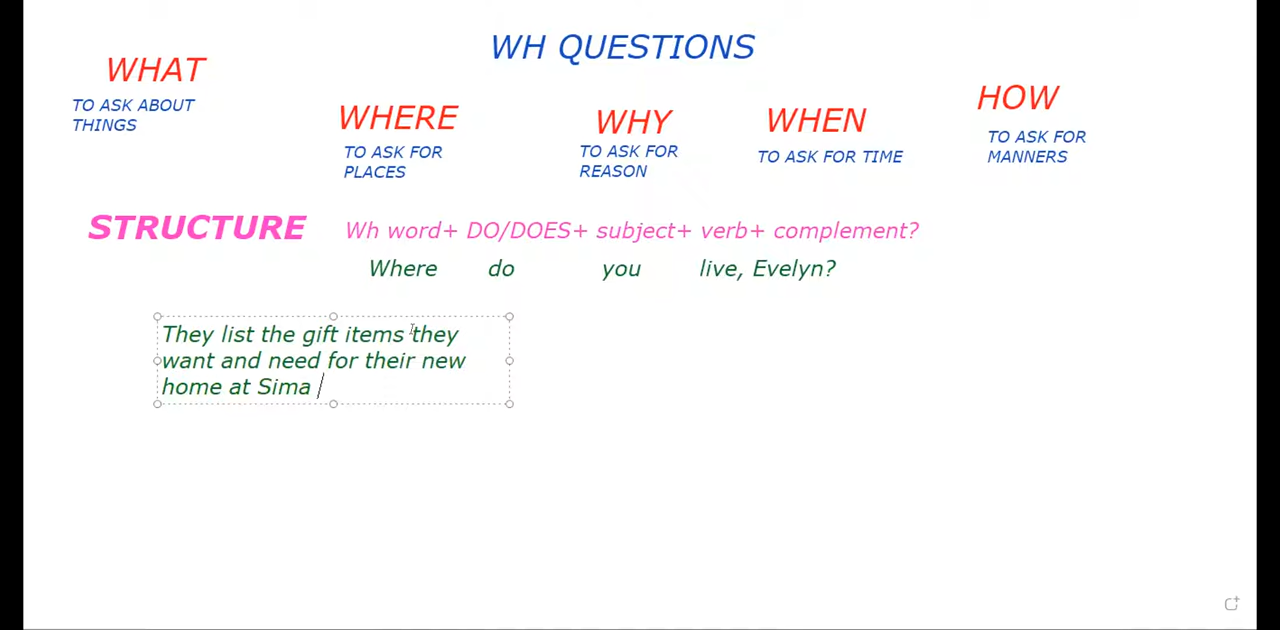 WH QUESTIONS
WHAT
TO ASK ABOUT
THINGS
WHERE
TO ASK FOR
PLACES
WHY
TO ASK FOR
REASON
WHEN
TO ASK FOR TIME
HOW
TO ASK FOR
MANNERS
STRUCTURE
Wh word+ DO/DOES+ subject+ verb+ complement?
Where do you live, Evelyn?
They list the gift items they
want and need for their new
home at Sima